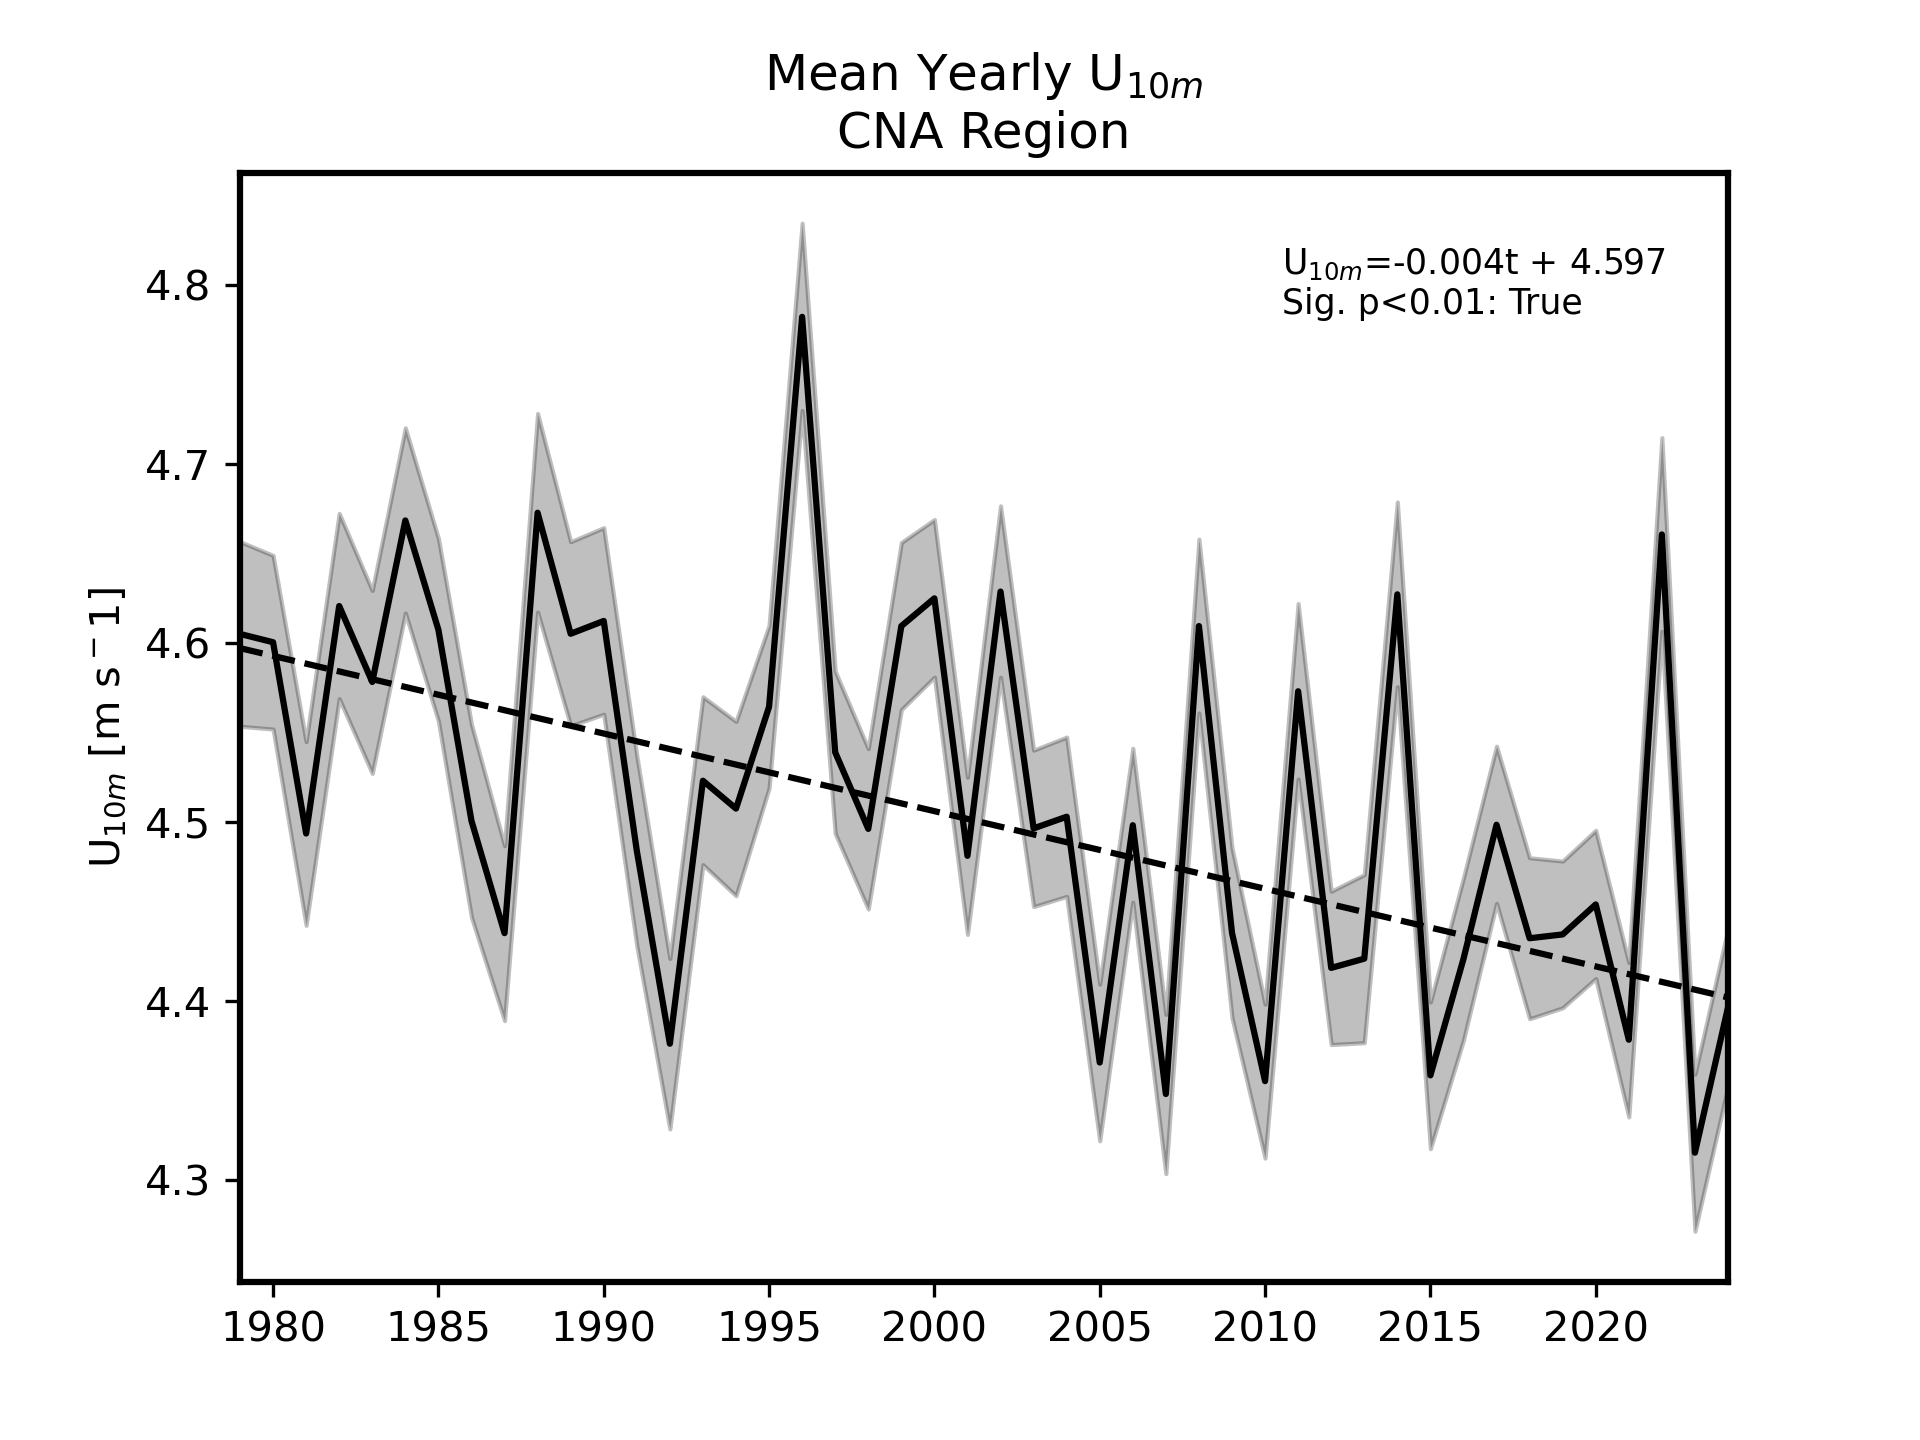 Mean Yearly U10m
CNA Region
U10m=-0.004t + 4.597
Sig. p<0.01: True
U10m [m s⁻1]
4.8
4.7
4.6
4.5
4.4
4.3
1980 1985 1990 1995 2000 2005 2010 2015 2020